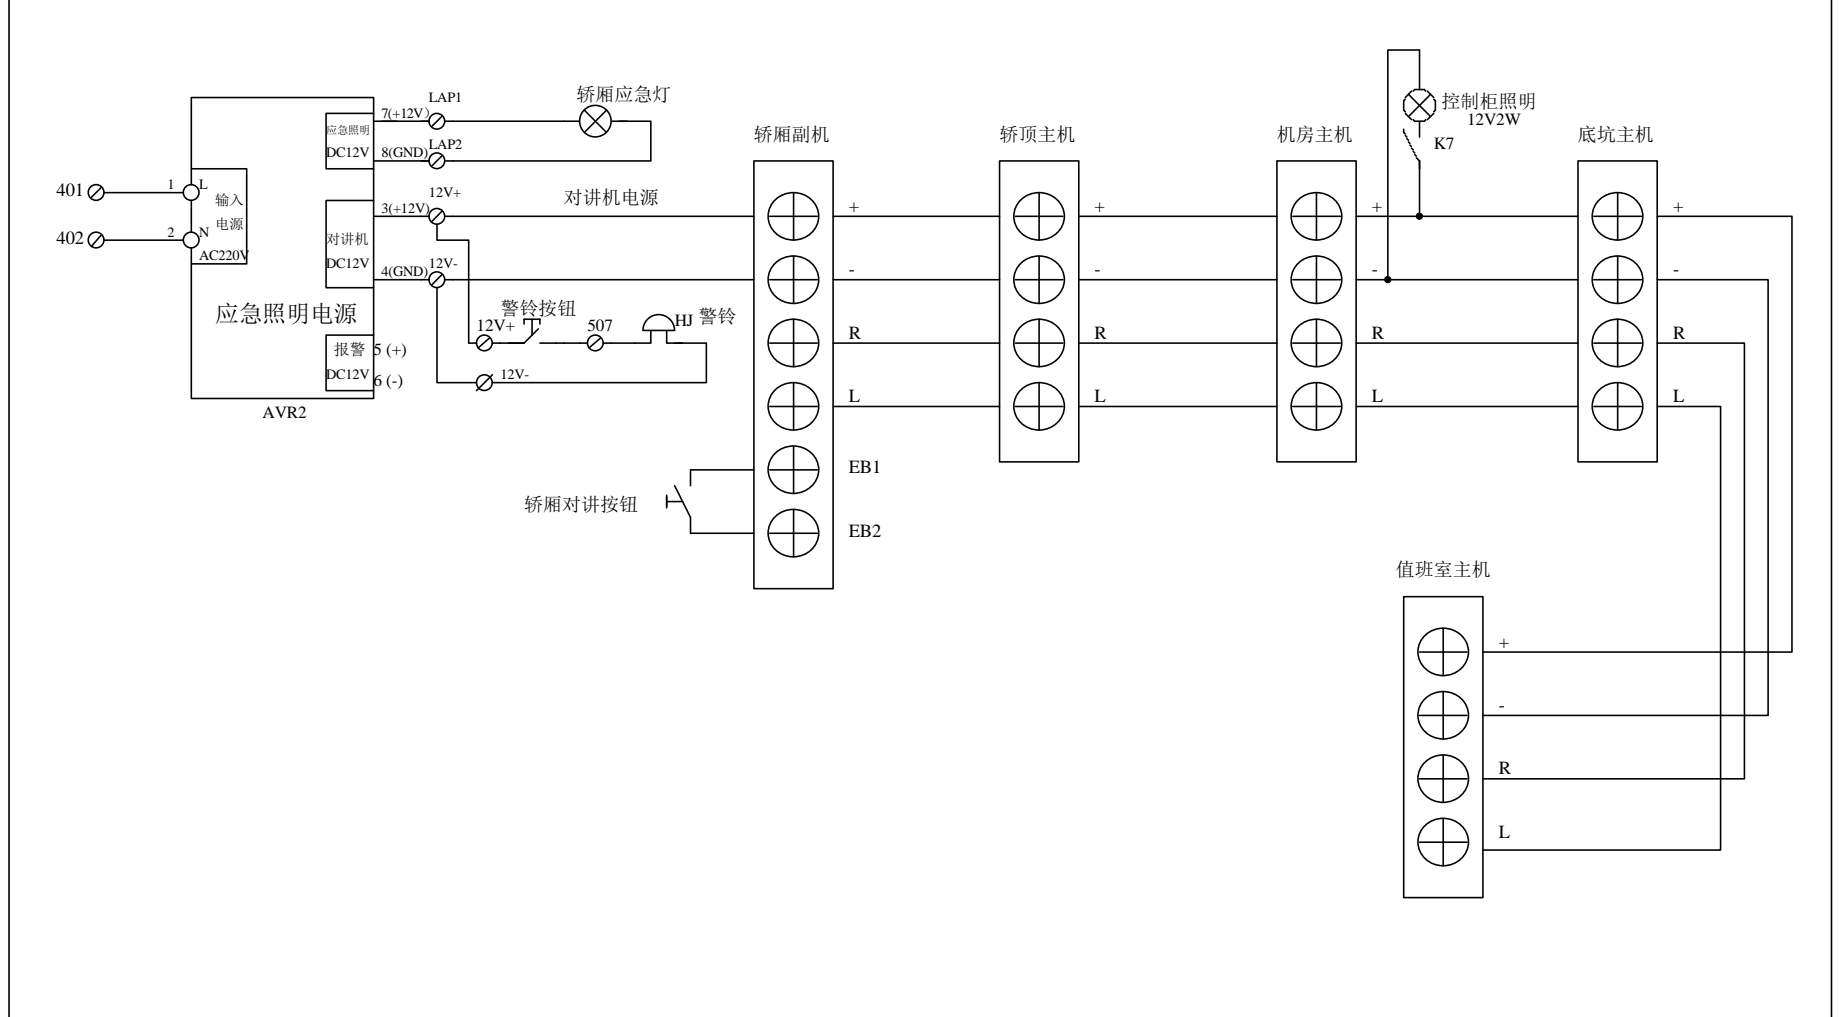 轿厢应急灯
LAP1
7(+12V)
应急照明
DC12V
8(GND)
LAP2
401
1
L
输入
电源
AC220V
402
2
N
12V+
3(+12V)
对讲机电源
对讲机
DC12V
4(GND)
12V-
应急照明电源
警铃按钮
12V+
507
HJ
警铃
报警
DC12V
5 (+)
6 (-)
12V-
AVR2
轿厢副机
+
-
R
L
EB1
EB2
轿厢对讲按钮
轿顶主机
+
-
R
L
机房主机
+
-
R
L
控制柜照明
12V2W
K7
底坑主机
+
-
R
L
值班室主机
+
-
R
L